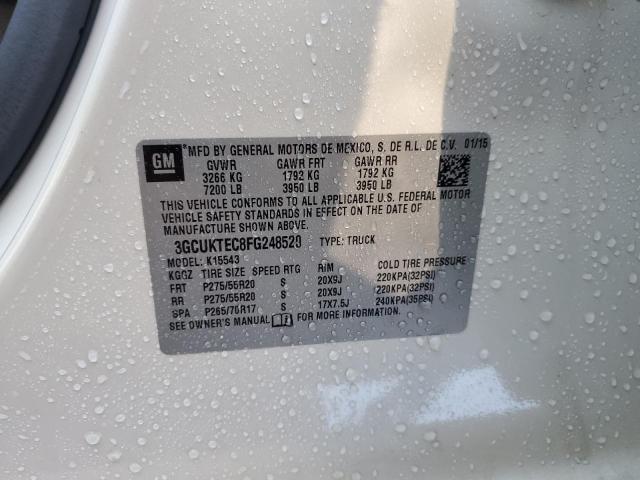 GM
*MFD BY GENERAL MOTORS DE MEXICO, S. DE R.L. DE C.V. 01/15
GVWR GAWR FRT GAWR RR
3266 KG 1792 KG 1792 KG
7200 LB 3950 LB 3950 LB
THIS VEHICLE CONFORMS TO ALL APPLICABLE U.S. FEDERAL MOTOR
VEHICLE SAFETY STANDARDS IN EFFECT ON THE DATE OF
MANUFACTURE SHOWN ABOVE.
3GCUKTEC8FG248520 TYPE: TRUCK
MODEL: K15543
KGGZ TIRE SIZE SPEED RTG RIM COLD TIRE PRESSURE
FRT P275/55R20 S 20X9J 220KPA(32PSI)
RR P275/55R20 S 20X9J 220KPA(32PSI)
SPA P265/70R17 S 17X7.5J 240KPA(35PSI)
SEE OWNER'S MANUAL FOR MORE INFORMATION.